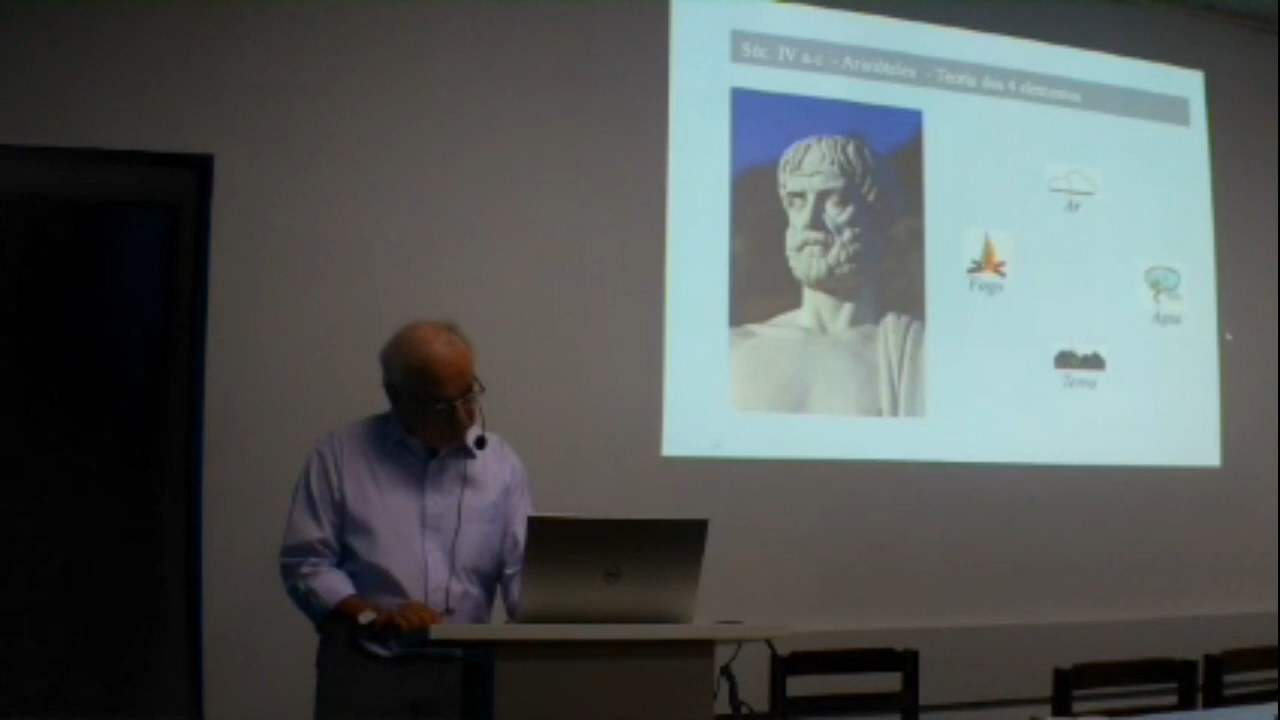 Séc. IV a.c - Aristóteles - Teoria dos 4 elementos
Ar
Fogo
Água
Terra